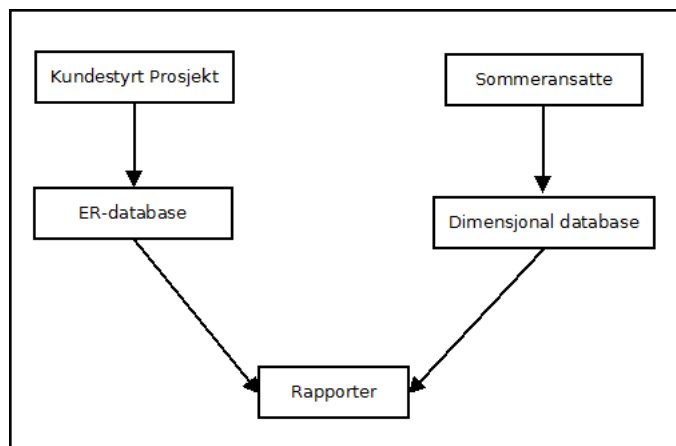 Kundestyrt Prosjekt
Sommeransatte
ER-database
Dimensjonal database
Rapporter